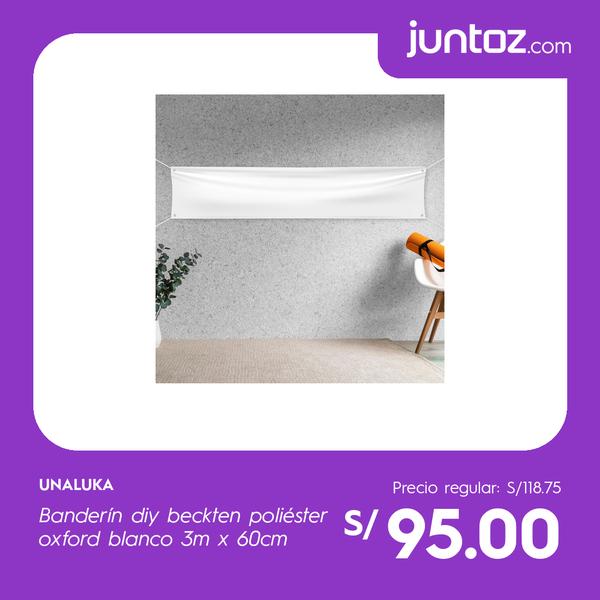 juntoz.com
UNALUKA
Banderín diy beckten poliéster
oxford blanco 3m x 60cm
Precio regular: S/118.75
S/95.00